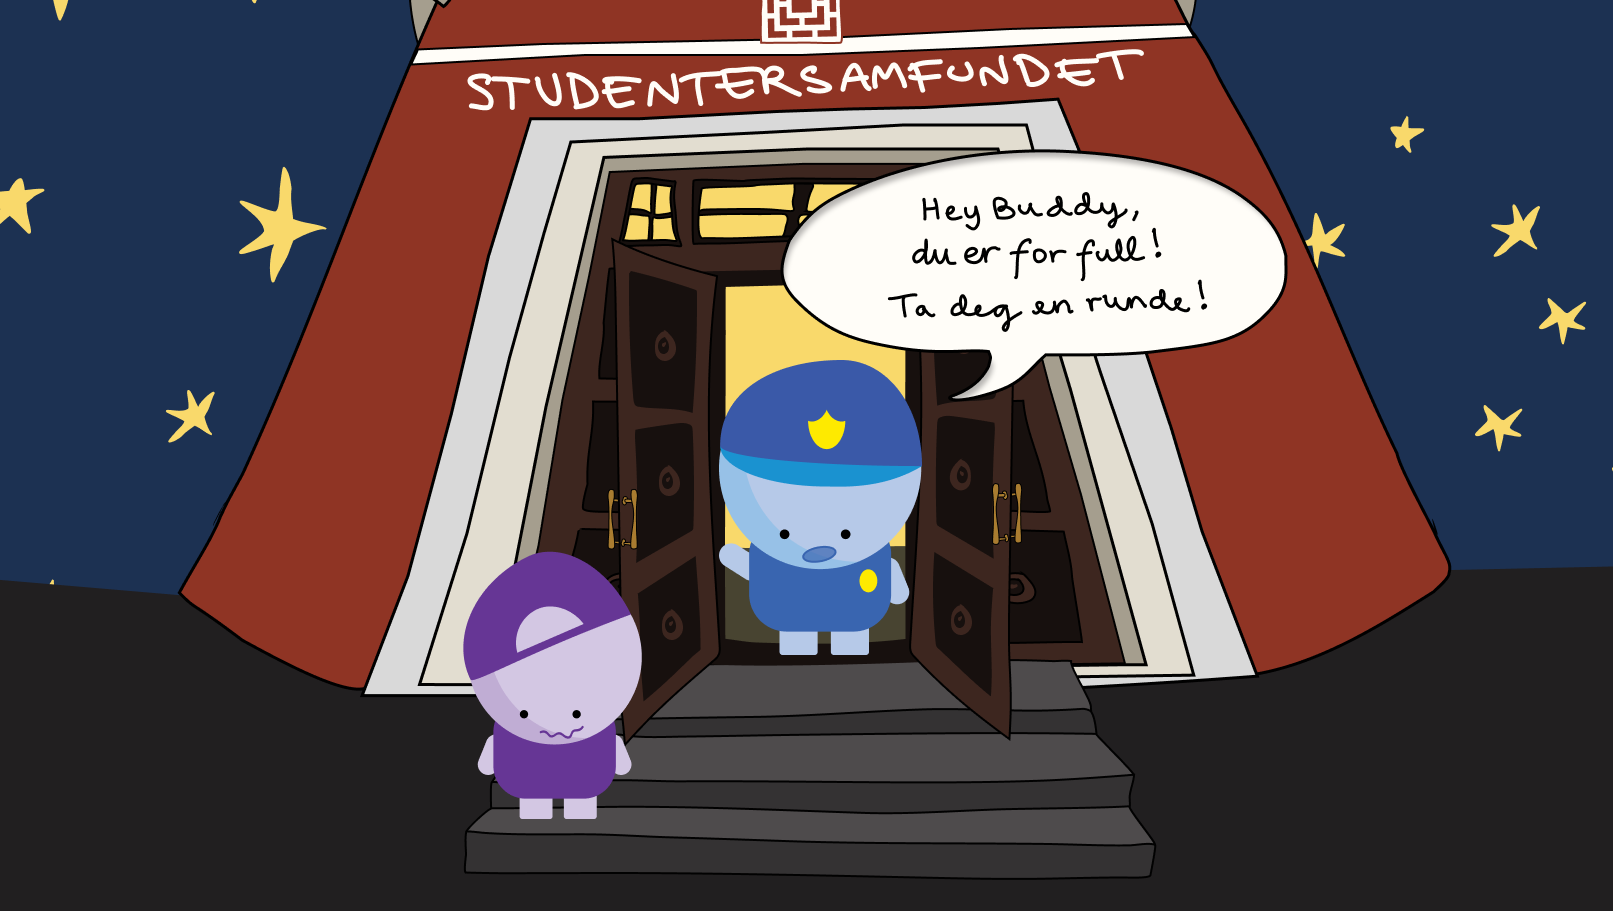 STUDENTERSAMFUNDET
Hey Buddy,
du er for full!
Ta deg en runde!